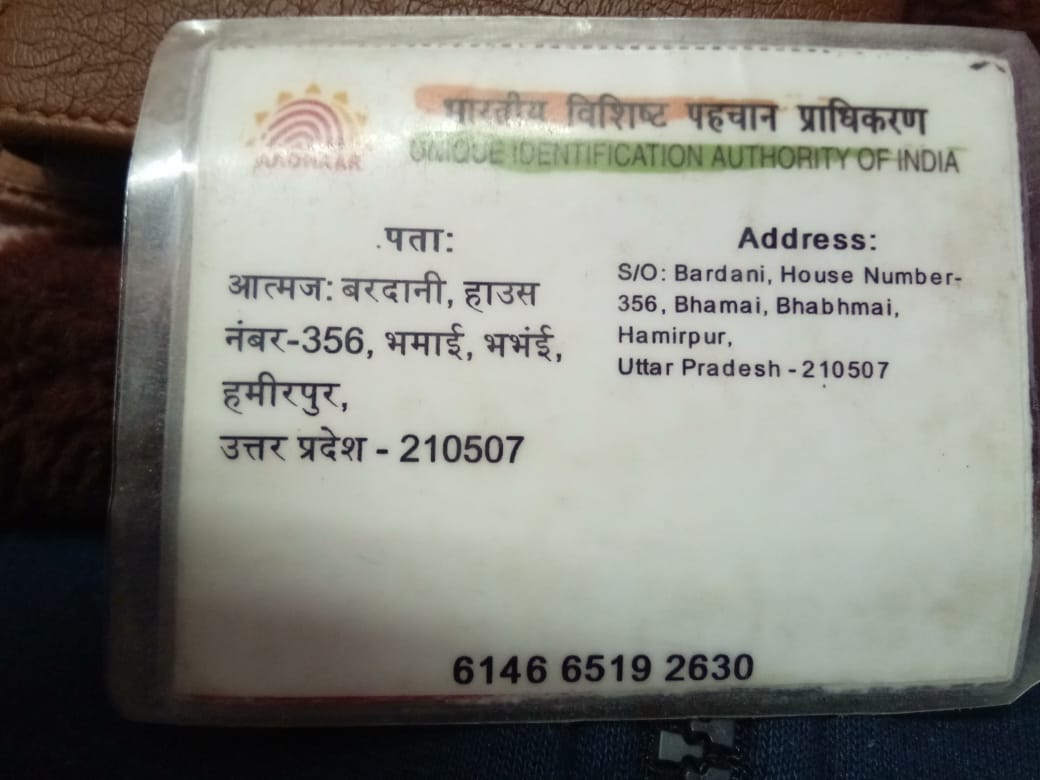 AADHAAR
भारतीय विशिष्ट पहचान प्राधिकरण
UNIQUE IDENTIFICATION AUTHORITY OF INDIA
पता:
आत्मज: बरदानी, हाउस
नंबर-356, भमाई, भभंई,
हमीरपुर,
उत्तर प्रदेश - 210507
Address:
S/O: Bardani, House Number-
356, Bhamai, Bhabhmai,
Hamirpur,
Uttar Pradesh - 210507
6146 6519 2630